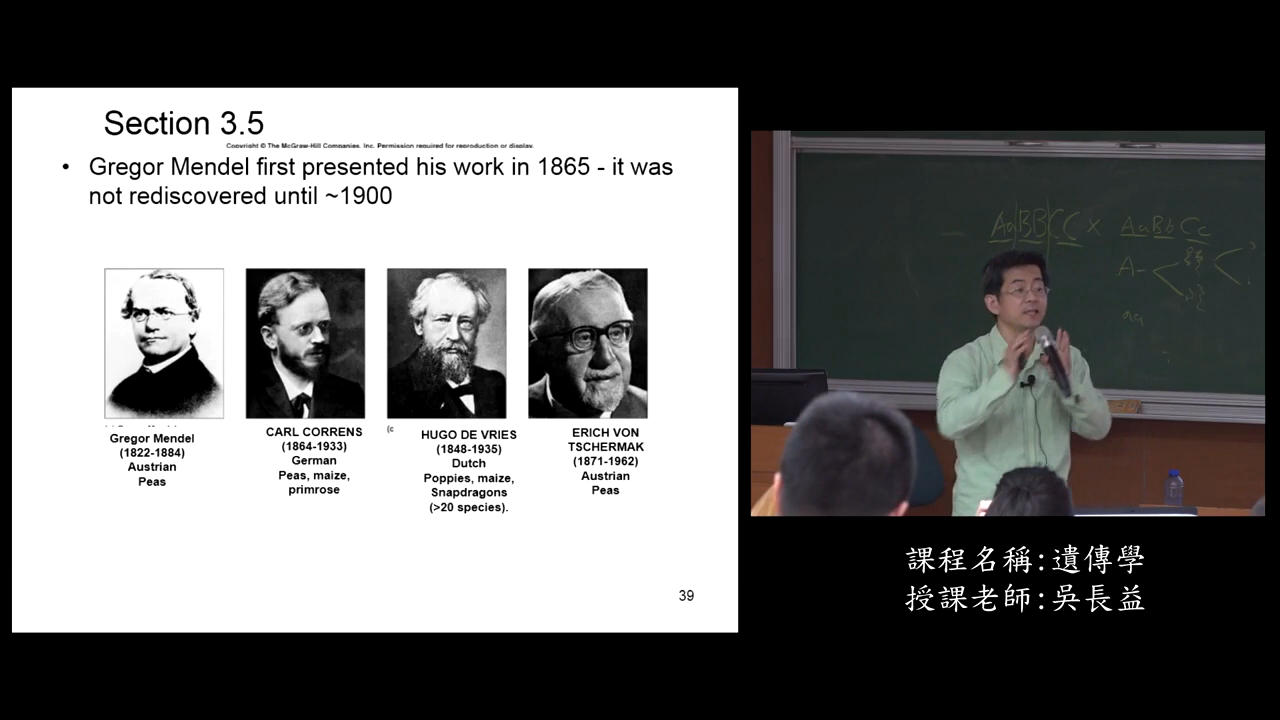 Section 3.5
Copyright © The McGraw-Hill Companies, Inc. Permission required for reproduction or display.
• Gregor Mendel first presented his work in 1865 - it was
not rediscovered until ~1900
Gregor Mendel
(1822-1884)
Austrian
Peas
CARL CORRENS
(1864-1933)
German
Peas, maize,
primrose
(c
HUGO DE VRIES
(1848-1935)
Dutch
Poppies, maize,
Snapdragons
(>20 species).
ERICH VON
TSCHERMAK
(1871-1962)
Austrian
Peas
39
AaBBCc x AaBbCc
A-
aa
課程名稱:遺傳學
授課老師:吳長益